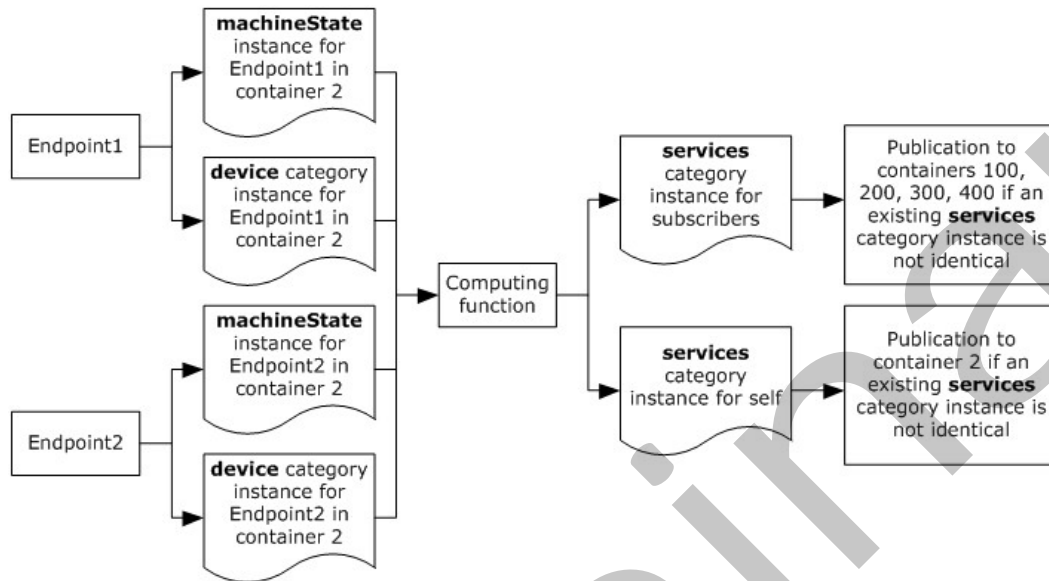 machineState
instance for
Endpoint1 in
container 2
Endpoint1
device category
instance for
Endpoint1 in
container 2
machineState
instance for
Endpoint2 in
container 2
Endpoint2
device category
instance for
Endpoint2 in
container 2
Computing
function
services
category
instance for
subscribers
Publication to
containers 100,
200, 300, 400 if an
existing services
category instance is
not identical
services
category
instance for self
Publication to
container 2 if an
existing services
category instance is
not identical